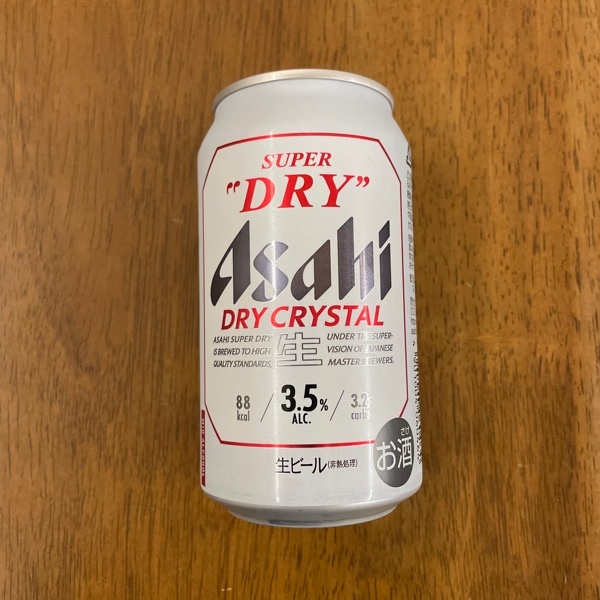 SUPER
"DRY"
Asahi
DRY CRYSTAL
ASAHI SUPER DRY
IS BREWED TO HIGH
QUALITY STANDARDS,
生
UNDER THE SUPER-
VISION OF JAPANESE
MASTER BREWERS.
88
kcal
3.5%
ALC.
生ビール(非熱処理)
さけ
お酒